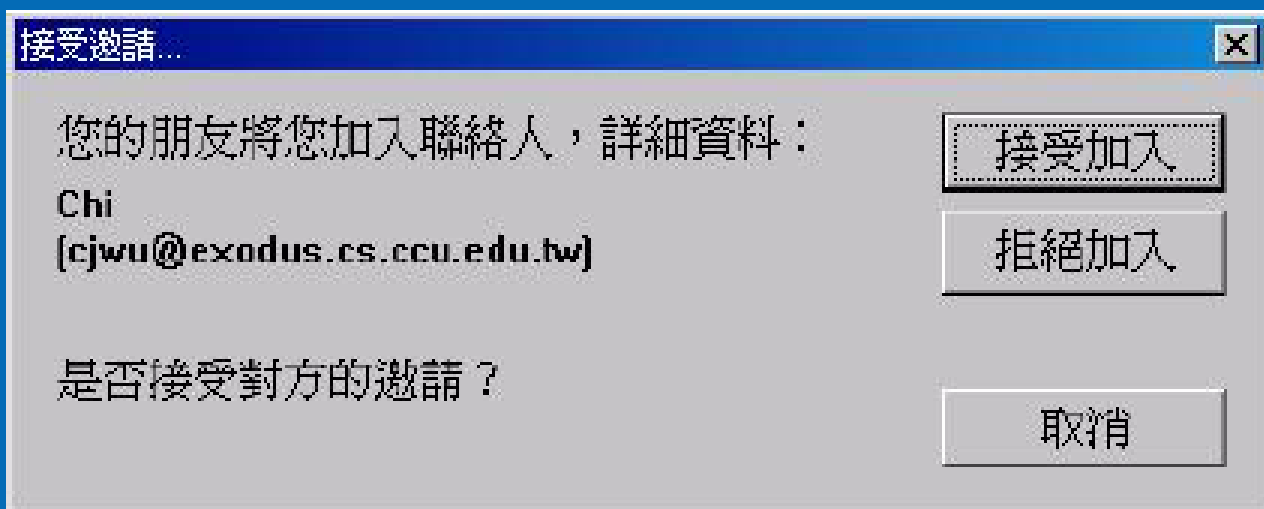 接受邀請...
您的朋友將您加入聯絡人，詳細資料：
Chi
(cjwu@exodus.cs.ccu.edu.tw)
是否接受對方的邀請？
接受加入
拒絕加入
取消